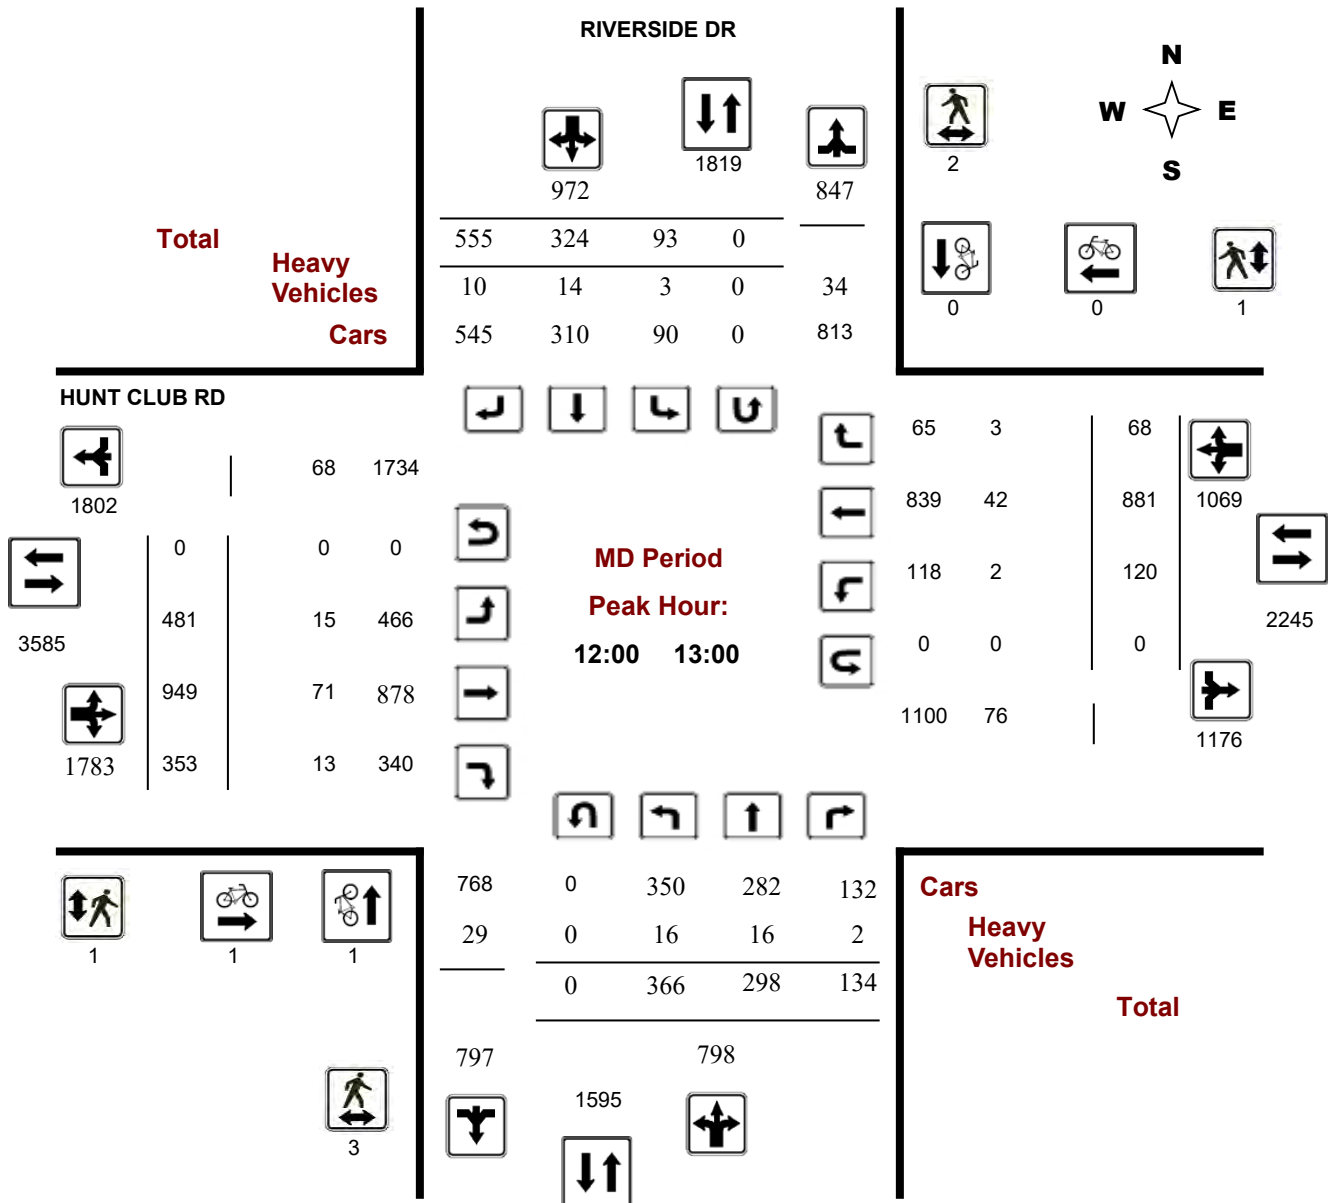 RIVERSIDE DR
N
W E
S
1819
2
972
847
Total
555 324 93 0
Heavy
Vehicles
10 14 3 0 34
0 0 1
Cars
545 310 90 0 813
HUNT CLUB RD
65 3 68
68 1734
1802
839 42 881 1069
0 0 0
MD Period
118 2 120
Peak Hour:
481 15 466
2245
3585
12:00 13:00
0 0 0
949 71 878
1100 76
1176
1783 353 13 340
768 0 350 282 132
Cars
29 0 16 16 2
Heavy
Vehicles
1 1 1
0 366 298 134
Total
797 798
1595
3